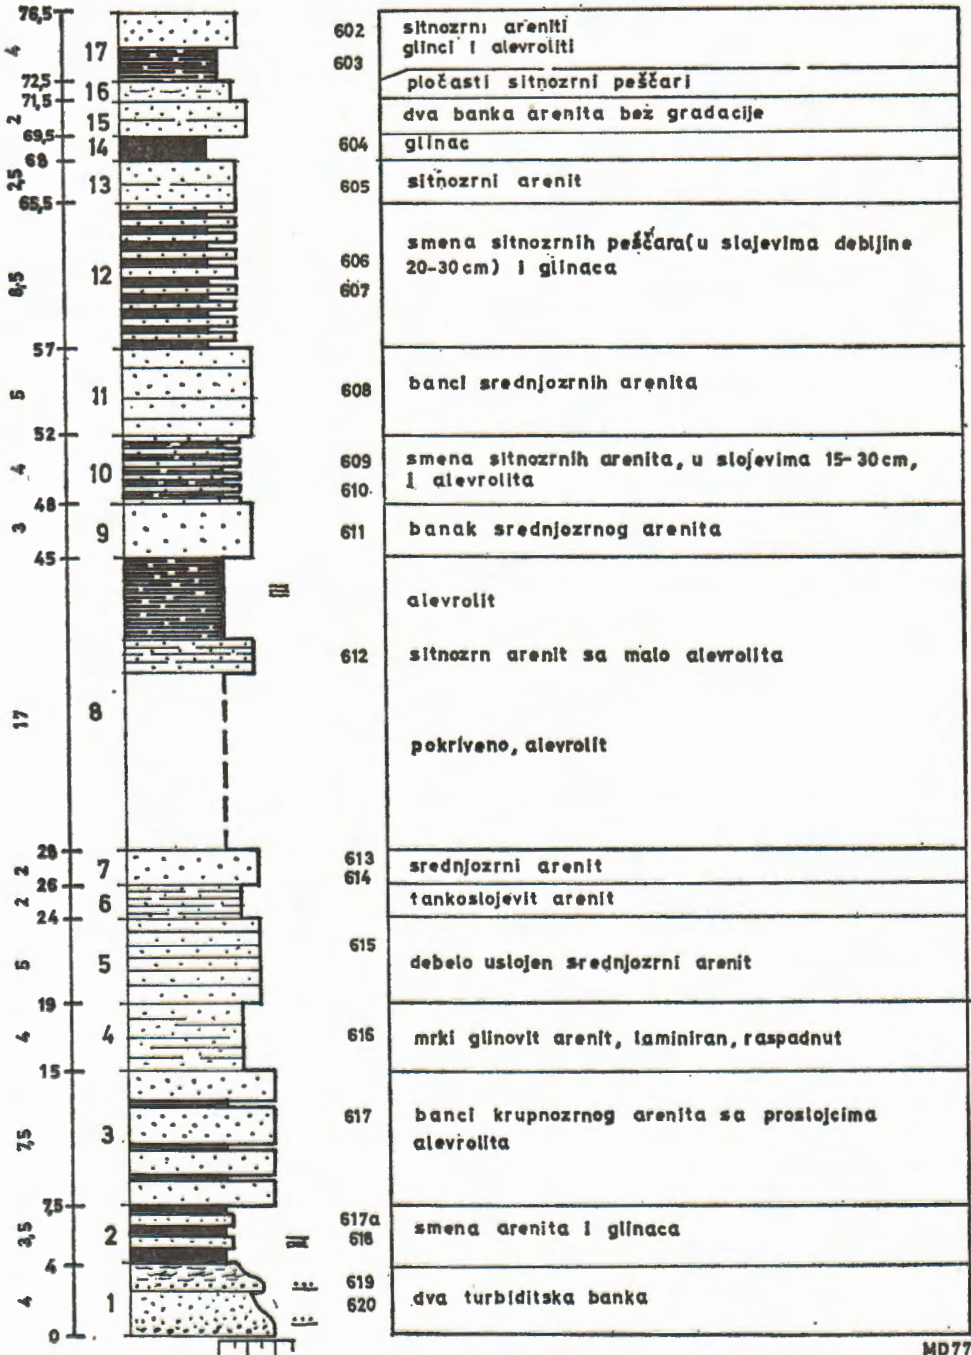 76,5
4
17
602
603
sitnozrni areniti
glinci i alevroliti
72,5
16
pločasti sitnozrni peščari
71,5
2
15
dva banka arenita bez gradacije
69,5
14
604
glinac
68
2,5
13
605
sitnozrni arenit
65,5
8,5
12
606
607
smena sitnozrnih peščara(u slajevima debljine
20-30cm) i glinaca
57
5
11
608
banci srednjozrnih arenita
52
4
10
609
610
smena sitnozrnih arenita, u slojevima 15-30cm,
i alevrolita
48
3
9
611
banak srednjozrnog arenita
45
17
8
alevrolit
612
sitnozrn arenit sa malo alevrolita
pokriveno, alevrolit
28
2
7
613
614
srednjozrni arenit
26
2
6
tankoslojevit arenit
24
5
5
615
debelo uslojen srednjozrni arenit
19
4
4
616
mrki glinovit arenit, laminiran, raspadnut
15
7,5
3
617
banci krupnozrnog arenita sa proslojcima
alevrolita
7,5
3,5
2
617a
618
smena arenita i glinaca
4
4
1
619
620
dva turbiditska banka
0
MD77